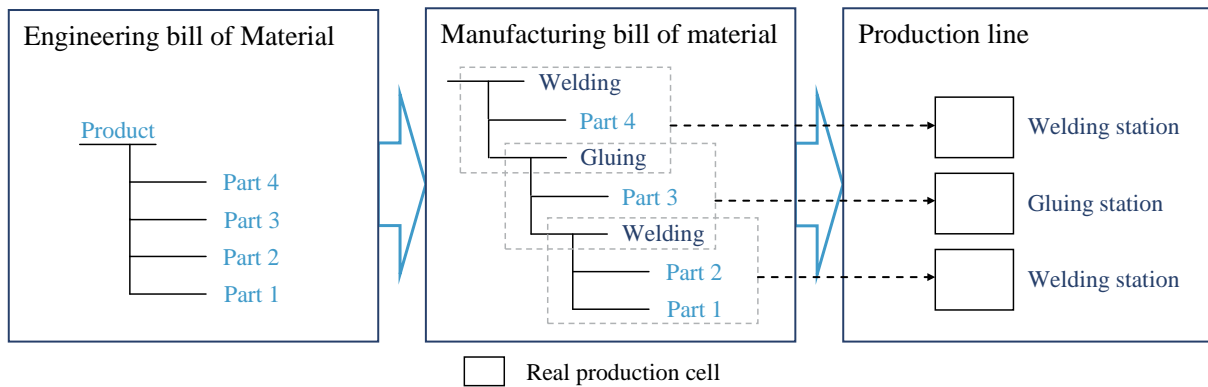 Engineering bill of Material
Product
Part 4
Part 3
Part 2
Part 1
Manufacturing bill of material
Welding
Part 4
Gluing
Part 3
Welding
Part 2
Part 1
Production line
Welding station
Gluing station
Welding station
Real production cell